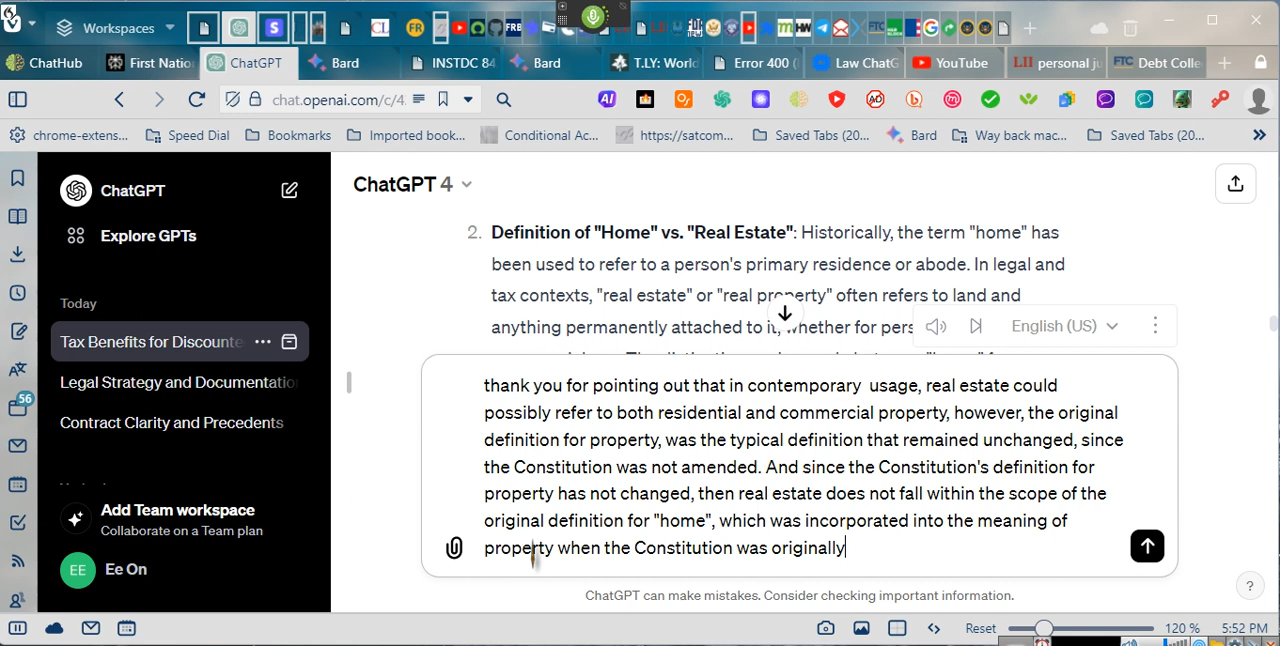 Workspaces
CL
FR
FRB
HW
FTC
ChatHub
First Natio
ChatGPT
Bard
INSTDC 84
Bard
T.LY: World
Error 400 (
Law ChatG
YouTube
LII personal ju
FTC Debt Colle
chat.openai.com/c/4
AI
AD
chrome-extens...
Speed Dial
Bookmarks
Imported book...
Conditional Ac...
https://satcom...
Saved Tabs (20...
Bard
Way back mac...
Saved Tabs (20...
ChatGPT
Explore GPTs
Today
Tax Benefits for Discounte
Legal Strategy and Documentatio
Contract Clarity and Precedents
Add Team workspace
Collaborate on a Team plan
EE Ee On
56
ChatGPT 4
2. Definition of "Home" vs. "Real Estate": Historically, the term "home" has
been used to refer to a person's primary residence or abode. In legal and
tax contexts, "real estate" or "real property" often refers to land and
anything permanently attached to it, whether for pers
English (US)
thank you for pointing out that in contemporary usage, real estate could
possibly refer to both residential and commercial property, however, the original
definition for property, was the typical definition that remained unchanged, since
the Constitution was not amended. And since the Constitution's definition for
property has not changed, then real estate does not fall within the scope of the
original definition for "home", which was incorporated into the meaning of
property when the Constitution was originally
ChatGPT can make mistakes. Consider checking important information.
?
Reset 120 % 5:52 PM